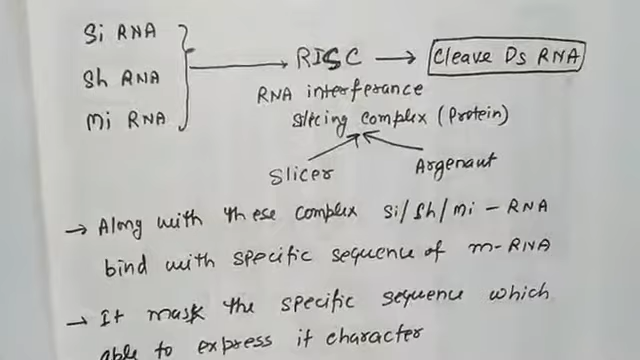 Si RNA
Sh RNA
Mi RNA
RISC → Cleave Ds RNA
RNA interferance
slicing complex (Protein)
Slicer
Argenaut
→ Along with these complex si/sh/mi - RNA
bind with specific sequence of m-RNA
→ It mask the specific sequence which
able to express it character